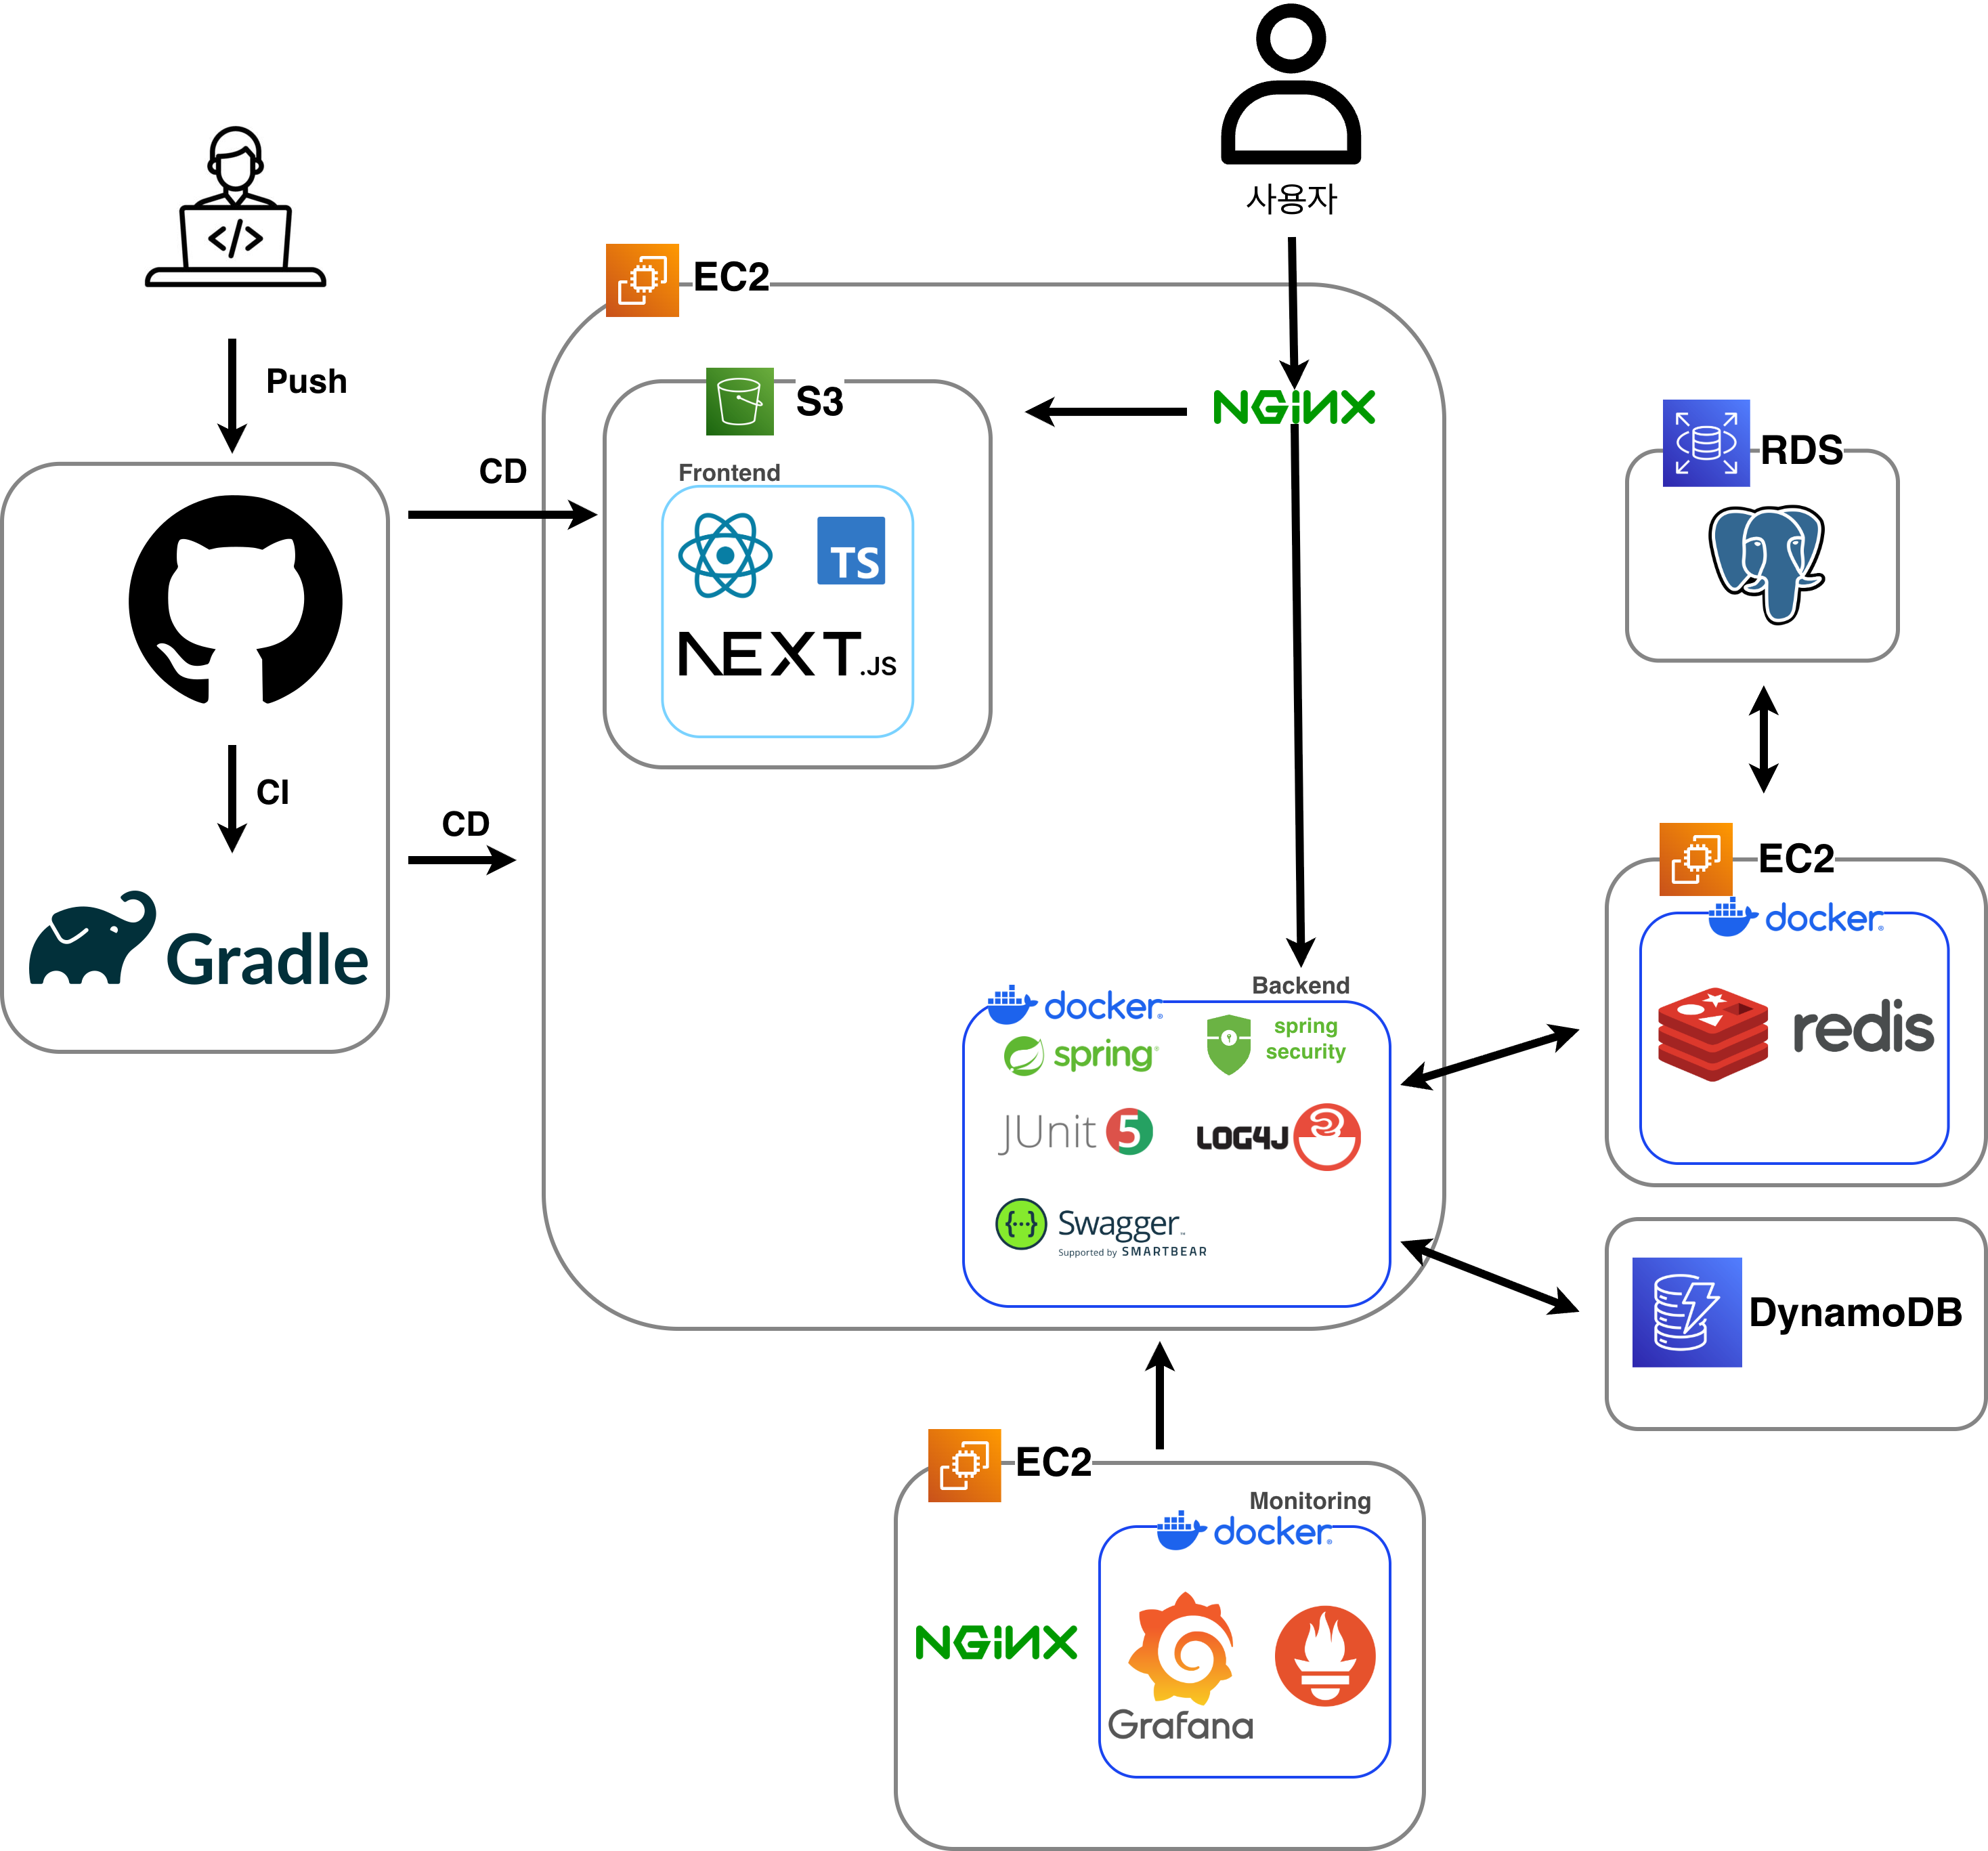 사용자
EC2
Push
S3
NGiNX
CD
RDS
Frontend
TS
NEXT.JS
CI
CD
EC2
docker
Gradle
Backend
docker
spring
spring
security
redis
JUnit 5
LOG4J
{...}
Swagger
Supported by SMARTBEAR
DynamoDB
EC2
Monitoring
docker
NGiNX
Grafana